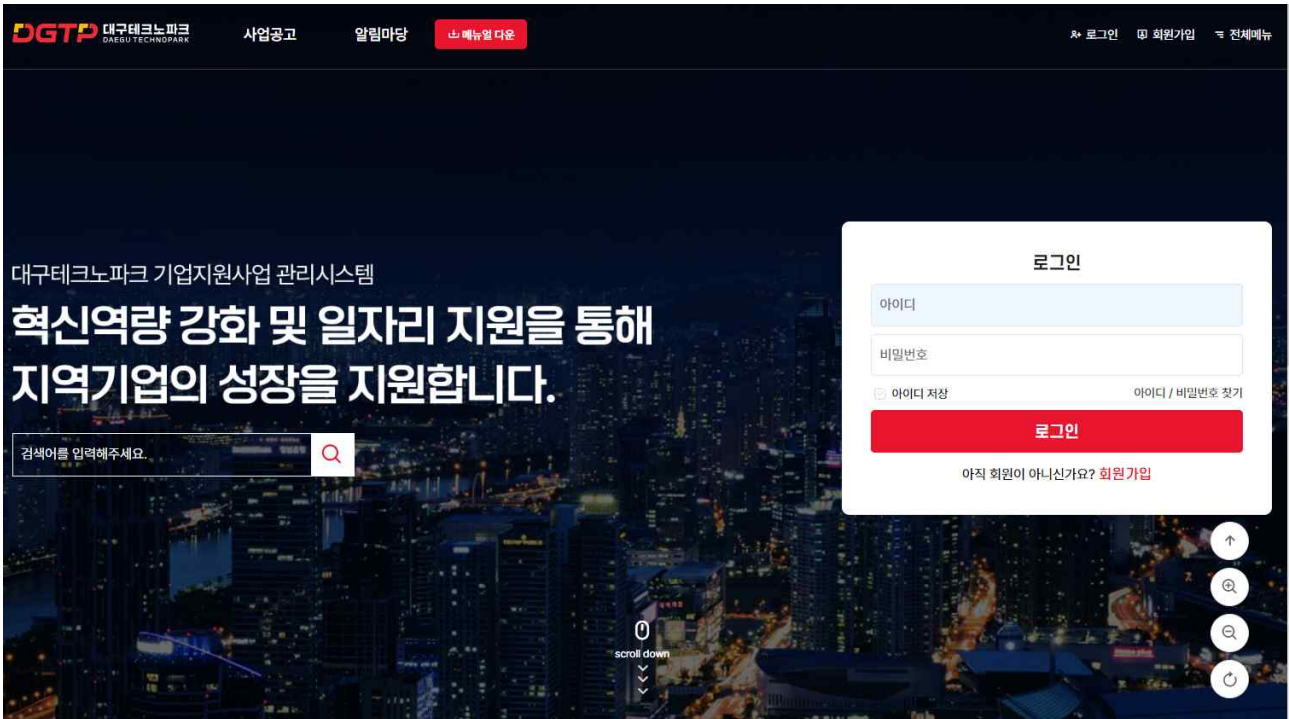 DGTP 대구테크노파크
DAEGU TECHNOPARK
사업공고
알림마당
메뉴얼 다운
로그인
회원가입
전체메뉴
대구테크노파크 기업지원사업 관리시스템
혁신역량 강화 및 일자리 지원을 통해
지역기업의 성장을 지원합니다.
검색어를 입력해주세요.
로그인
아이디
비밀번호
아이디 저장
아이디 / 비밀번호 찾기
로그인
아직 회원이 아니신가요? 회원가입
scroll down